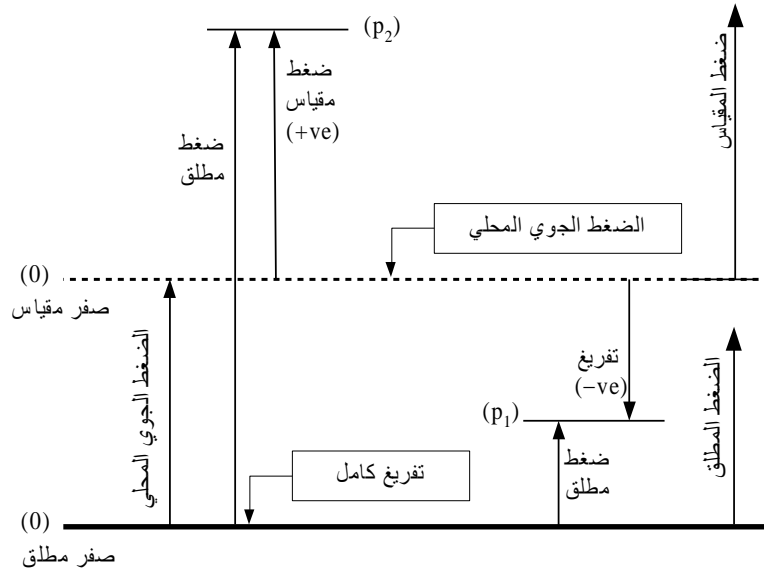 (p₂)
ضغط
مقياس
(+ve)
ضغط
مطلق
ضغط المقياس
الضغط الجوي المحلي
(0)
صفر مقياس
الضغط الجوي المحلي
تفريغ
(−ve)
(p₁)
الضغط المطلق
ضغط
مطلق
تفريغ كامل
(0)
صفر مطلق